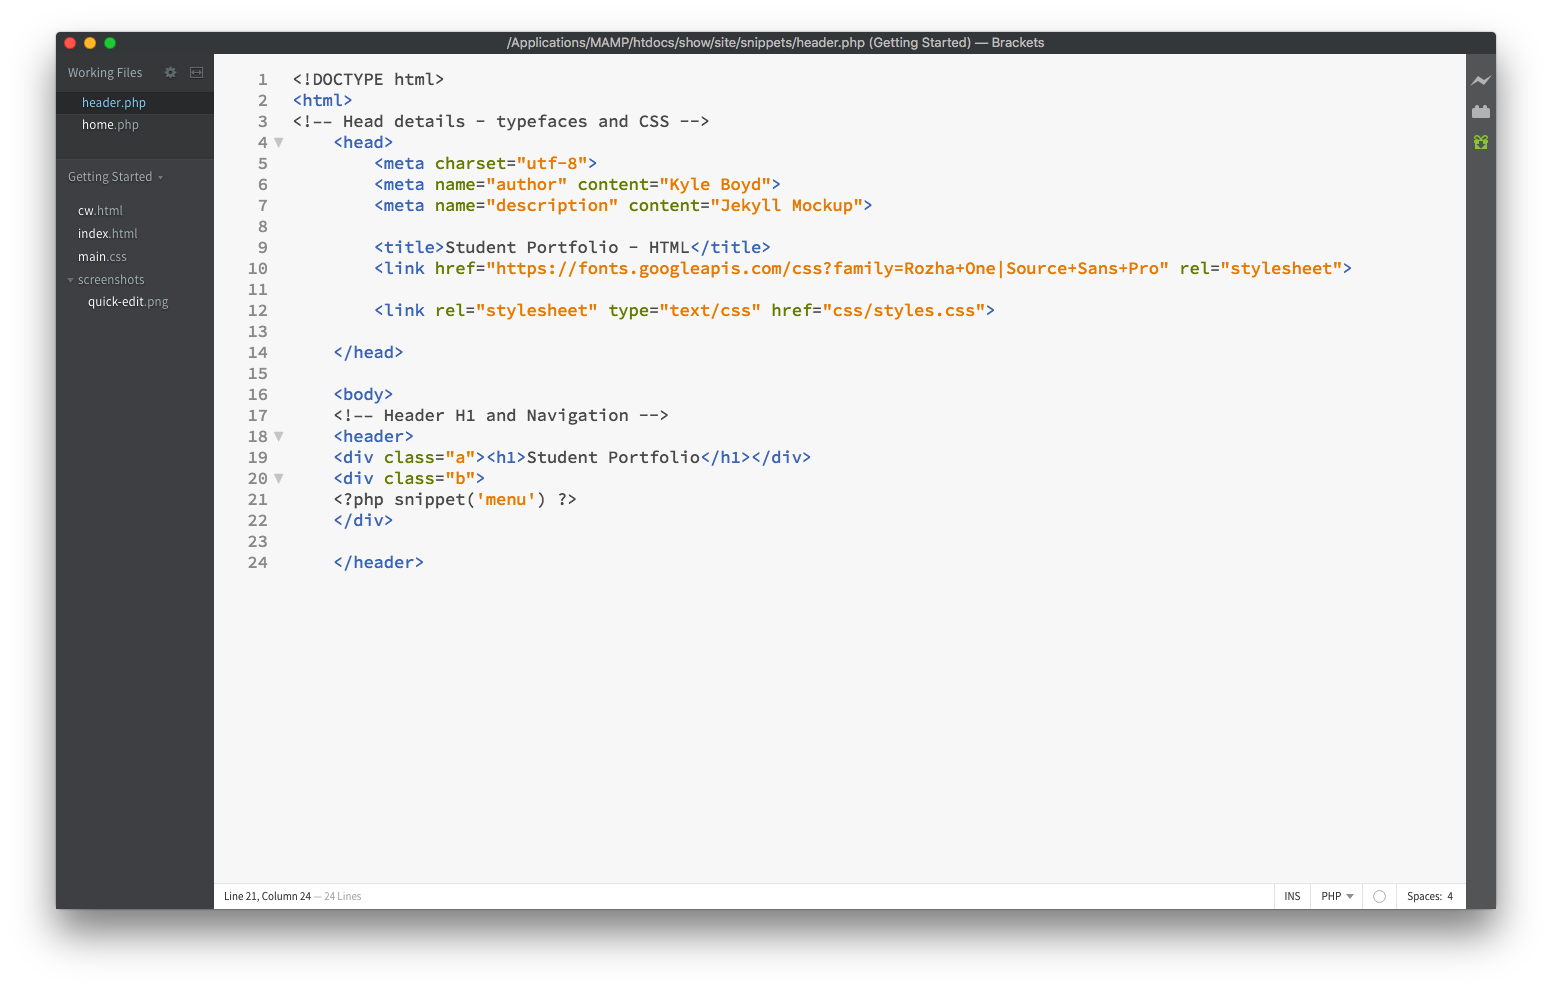 /Applications/MAMP/htdocs/show/site/snippets/header.php (Getting Started) — Brackets
Working Files
header.php
home.php
Getting Started
cw.html
index.html
main.css
screenshots
quick-edit.png
1 <!DOCTYPE html>
2 <html>
3 <!-- Head details - typefaces and CSS -->
4 <head>
5 <meta charset="utf-8">
6 <meta name="author" content="Kyle Boyd">
7 <meta name="description" content="Jekyll Mockup">
8
9 <title>Student Portfolio - HTML</title>
10 <link href="https://fonts.googleapis.com/css?family=Rozha+One|Source+Sans+Pro" rel="stylesheet">
11
12 <link rel="stylesheet" type="text/css" href="css/styles.css">
13
14 </head>
15
16 <body>
17 <!-- Header H1 and Navigation -->
18 <header>
19 <div class="a"><h1>Student Portfolio</h1></div>
20 <div class="b">
21 <?php snippet('menu') ?>
22 </div>
23
24 </header>
Line 21, Column 24 — 24 Lines
INS PHP Spaces: 4